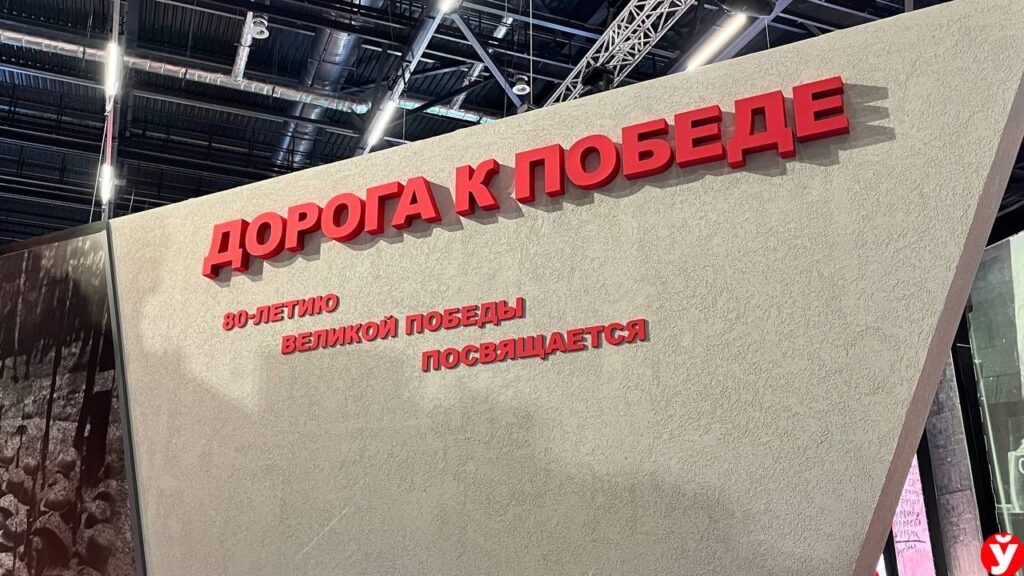 ДОРОГА К ПОБЕДЕ
80-ЛЕТИЮ
ВЕЛИКОЙ ПОБЕДЫ
ПОСВЯЩАЕТСЯ
Ў